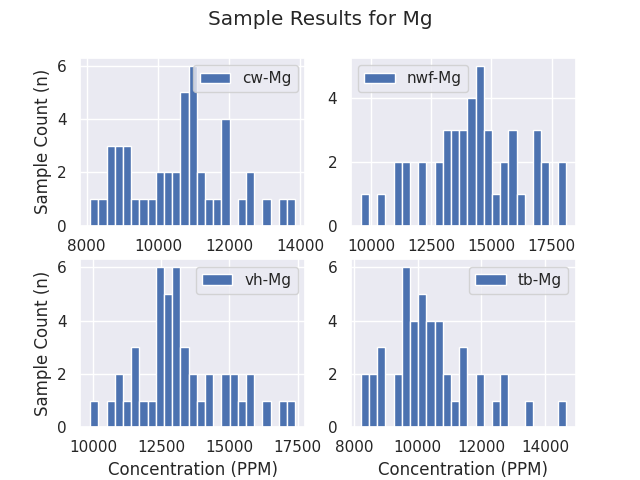 Sample Results for Mg
Sample Count (n)
6
4
2
0
cw-Mg
8000 10000 12000 14000
4
2
0
nwf-Mg
10000 12500 15000 17500
Sample Count (n)
6
4
2
0
vh-Mg
10000 12500 15000 17500
Concentration (PPM)
6
4
2
0
tb-Mg
8000 10000 12000 14000
Concentration (PPM)